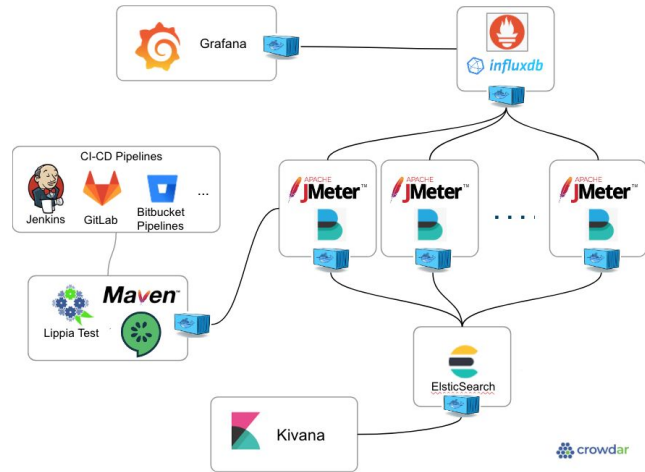 Grafana
influxdb
CI-CD Pipelines
Jenkins
GitLab
Bitbucket
Pipelines
...
APACHE
JMeter™
APACHE
JMeter™
APACHE
JMeter™
Maven™
Lippia Test
ElsticSearch
Kivana
crowdar